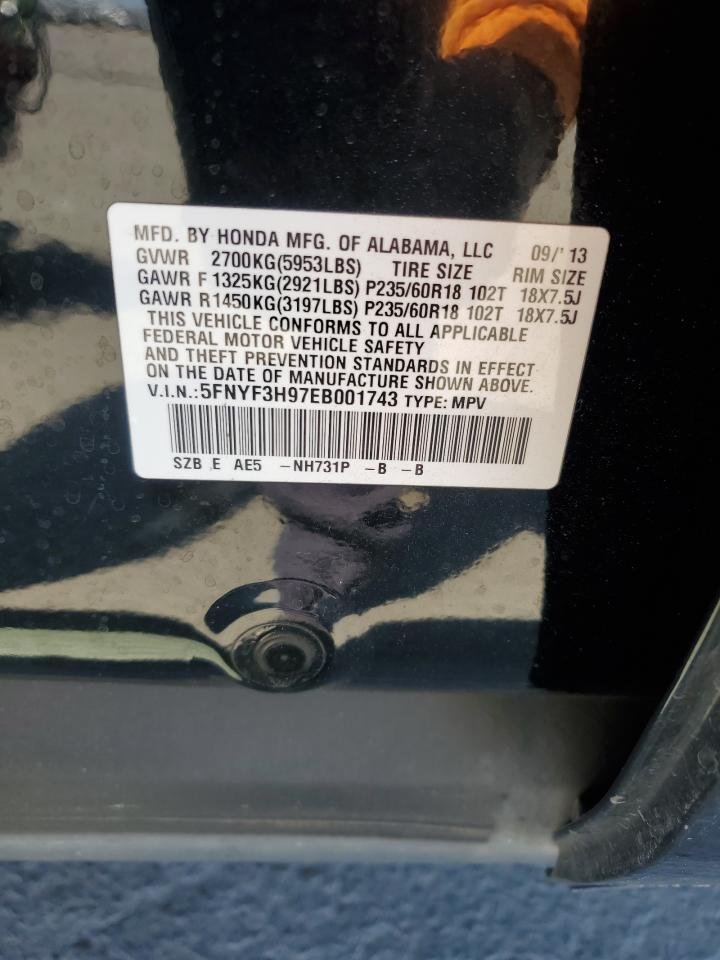 MFD. BY HONDA MFG. OF ALABAMA, LLC 09/'13
GVWR 2700KG(5953LBS) TIRE SIZE RIM SIZE
GAWR F 1325KG(2921LBS) P235/60R18 102T 18X7.5J
GAWR R1450KG(3197LBS) P235/60R18 102T 18X7.5J
THIS VEHICLE CONFORMS TO ALL APPLICABLE
FEDERAL MOTOR VEHICLE SAFETY
AND THEFT PREVENTION STANDARDS IN EFFECT
ON THE DATE OF MANUFACTURE SHOWN ABOVE.
V.I.N.:5FNYF3H97EB001743 TYPE: MPV
SZB E AE5 -NH731P -B -B